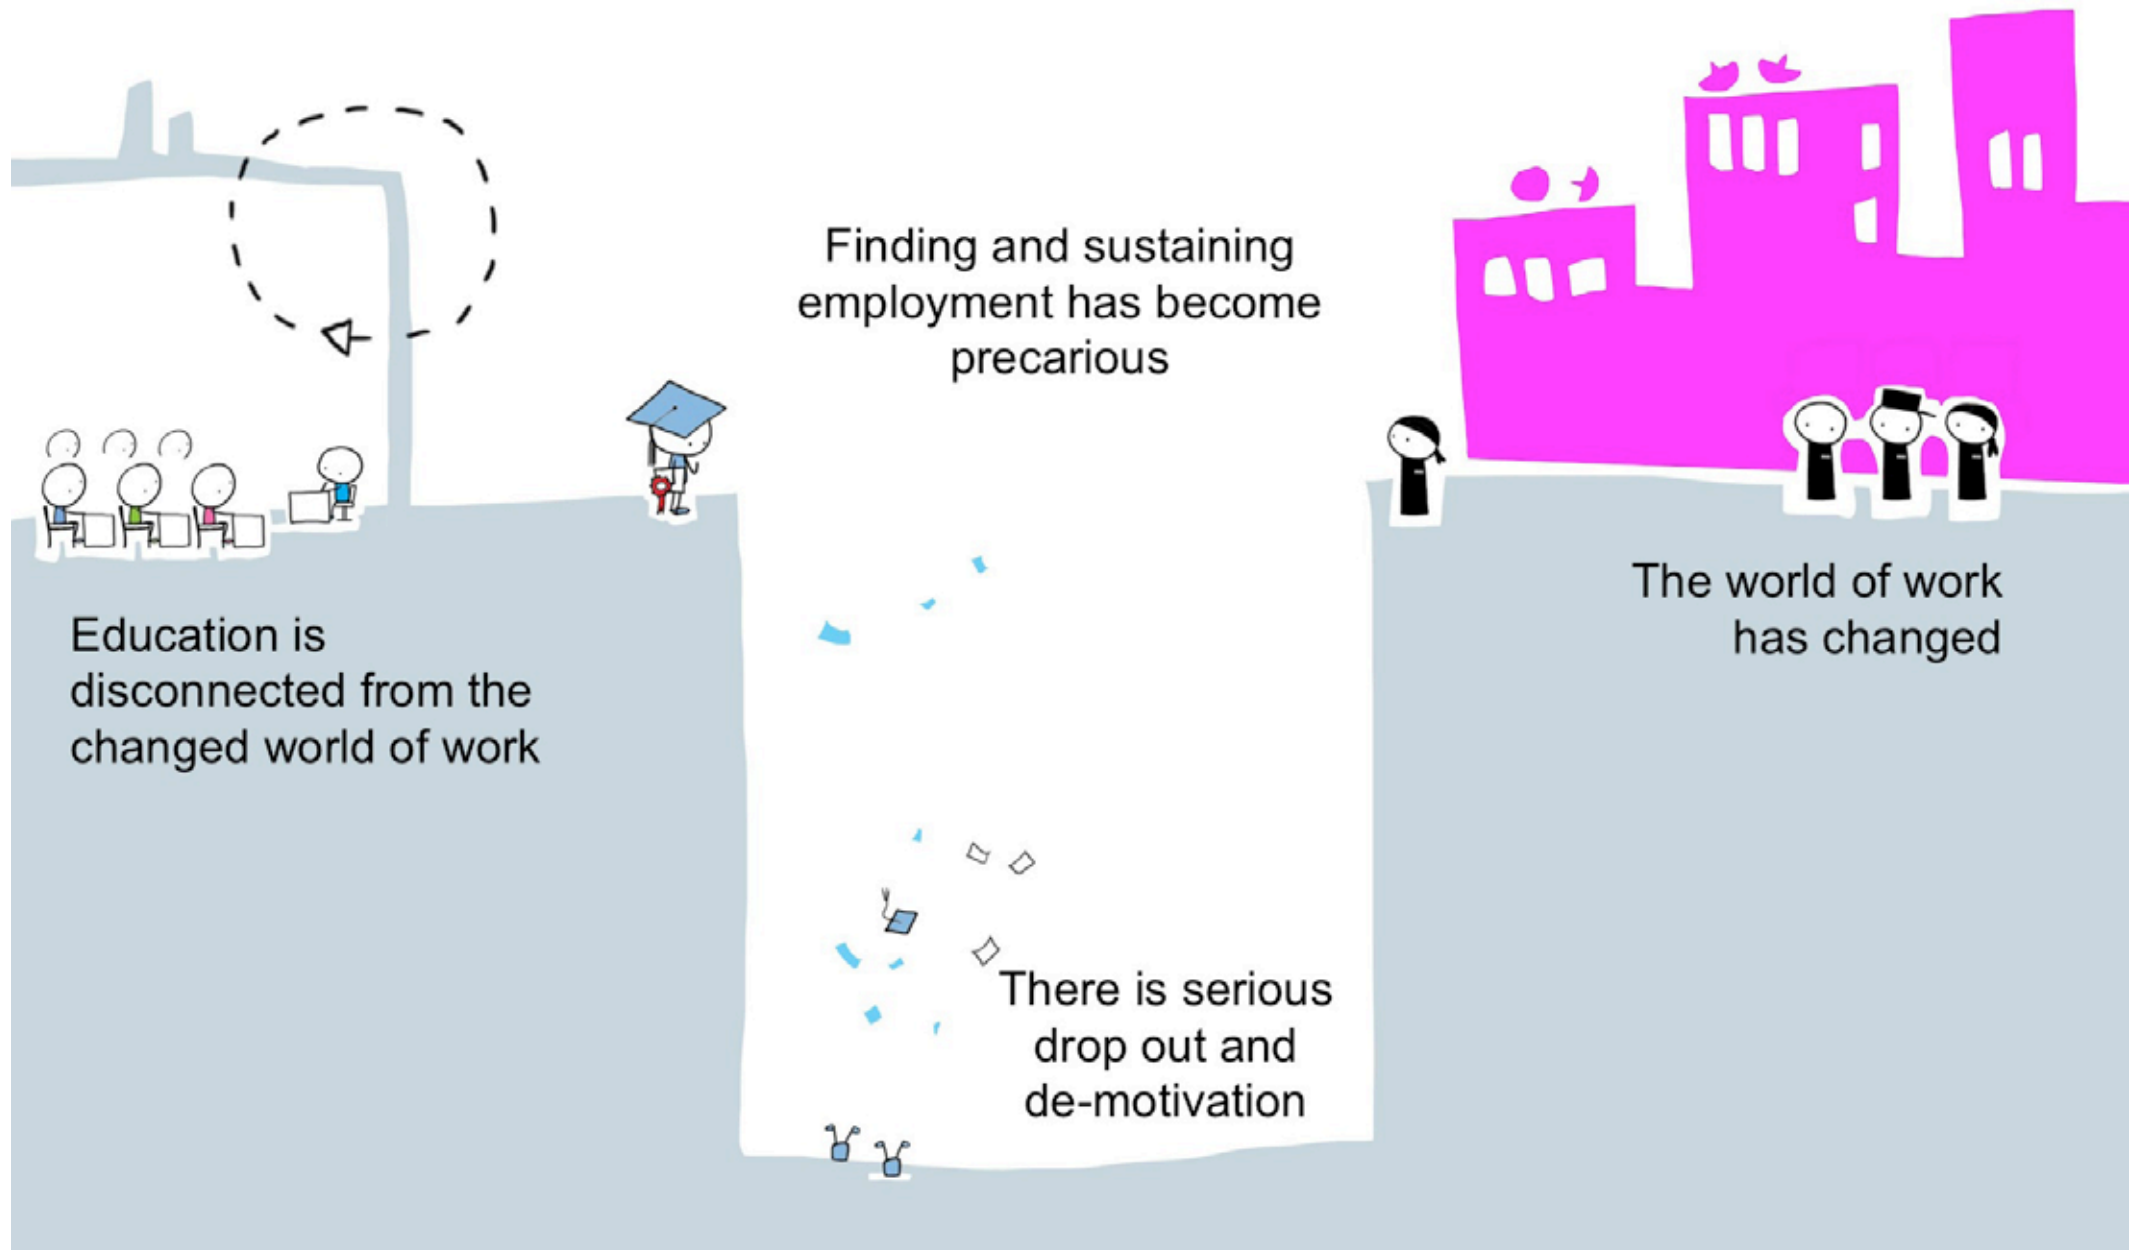 Finding and sustaining
employment has become
precarious
Education is
disconnected from the
changed world of work
The world of work
has changed
There is serious
drop out and
de-motivation